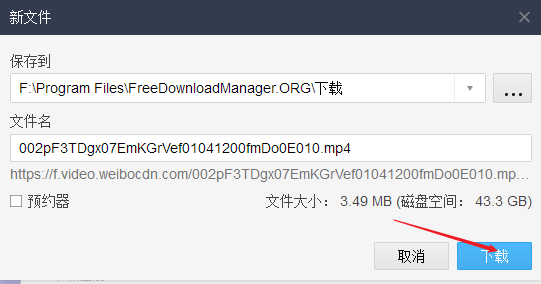 新文件
保存到
F:\Program Files\FreeDownloadManager.ORG\下载
...
文件名
002pF3TDgx07EmKGrVef01041200fmDo0E010.mp4
https://f.video.weibocdn.com/002pF3TDgx07EmKGrVef01041200fmDo0E010.mp...
预约器 文件大小： 3.49 MB (磁盘空间： 43.3 GB)
取消 下载